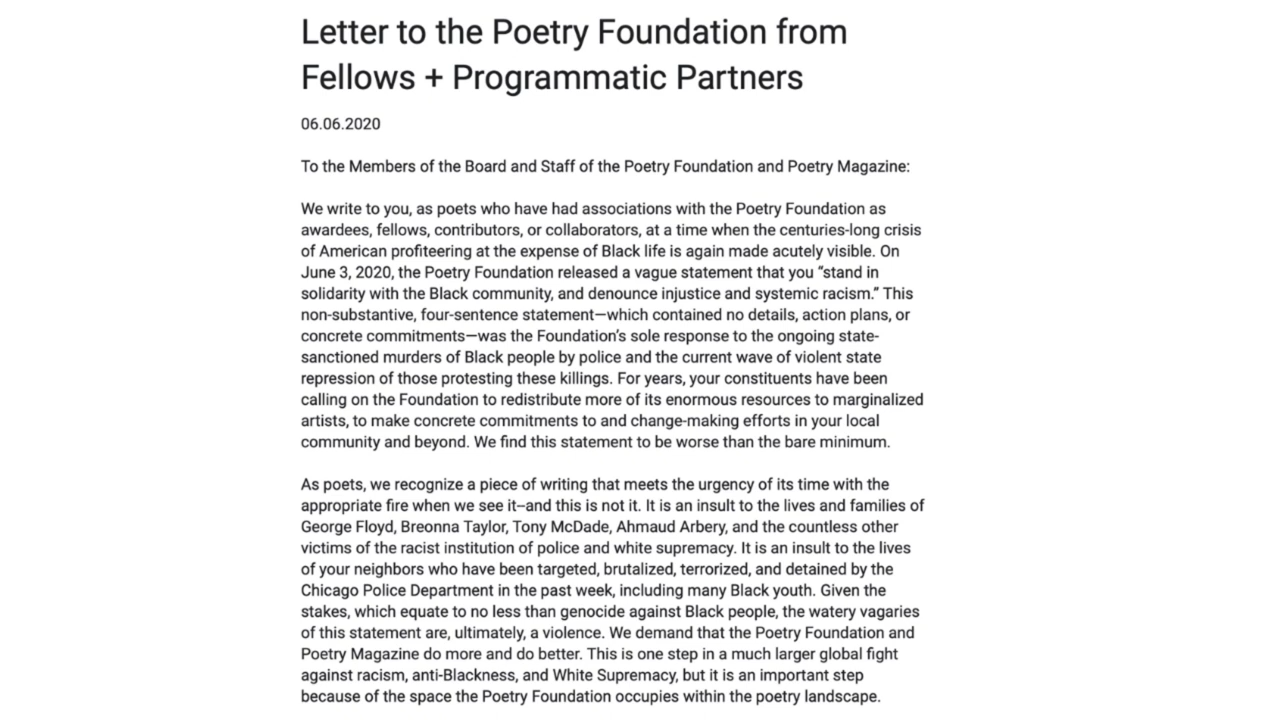 Letter to the Poetry Foundation from
Fellows + Programmatic Partners
06.06.2020
To the Members of the Board and Staff of the Poetry Foundation and Poetry Magazine:
We write to you, as poets who have had associations with the Poetry Foundation as
awardees, fellows, contributors, or collaborators, at a time when the centuries-long crisis
of American profiteering at the expense of Black life is again made acutely visible. On
June 3, 2020, the Poetry Foundation released a vague statement that you “stand in
solidarity with the Black community, and denounce injustice and systemic racism.” This
non-substantive, four-sentence statement—which contained no details, action plans, or
concrete commitments—was the Foundation’s sole response to the ongoing state-
sanctioned murders of Black people by police and the current wave of violent state
repression of those protesting these killings. For years, your constituents have been
calling on the Foundation to redistribute more of its enormous resources to marginalized
artists, to make concrete commitments to and change-making efforts in your local
community and beyond. We find this statement to be worse than the bare minimum.
As poets, we recognize a piece of writing that meets the urgency of its time with the
appropriate fire when we see it–and this is not it. It is an insult to the lives and families of
George Floyd, Breonna Taylor, Tony McDade, Ahmaud Arbery, and the countless other
victims of the racist institution of police and white supremacy. It is an insult to the lives
of your neighbors who have been targeted, brutalized, terrorized, and detained by the
Chicago Police Department in the past week, including many Black youth. Given the
stakes, which equate to no less than genocide against Black people, the watery vagaries
of this statement are, ultimately, a violence. We demand that the Poetry Foundation and
Poetry Magazine do more and do better. This is one step in a much larger global fight
against racism, anti-Blackness, and White Supremacy, but it is an important step
because of the space the Poetry Foundation occupies within the poetry landscape.